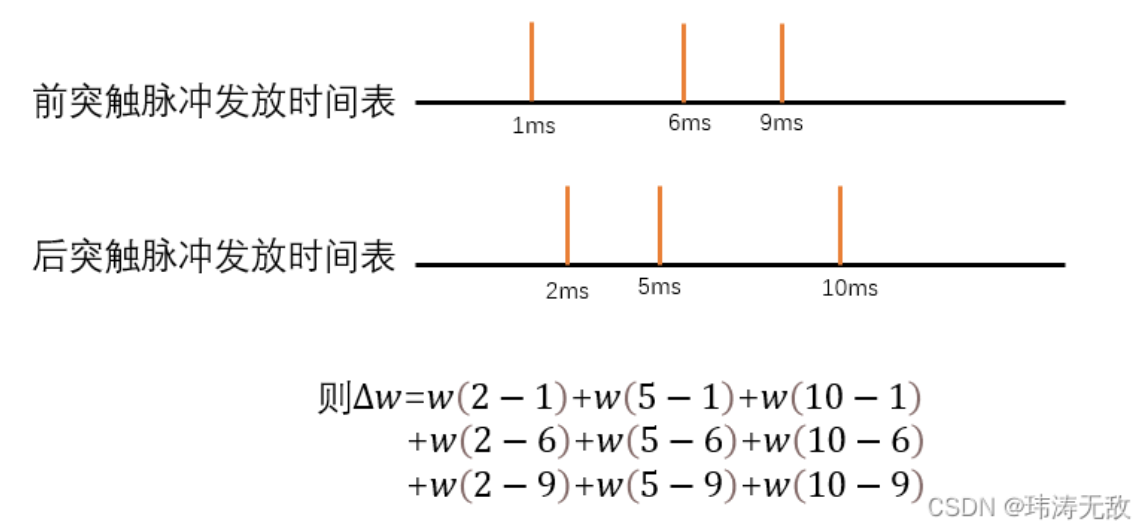 前突触脉冲发放时间表
1ms 6ms 9ms
后突触脉冲发放时间表
2ms 5ms 10ms
则Δw=w(2 − 1)+w(5 − 1)+w(10 − 1)
+w(2 − 6)+w(5 − 6)+w(10 − 6)
+w(2 − 9)+w(5 − 9)+w(10 − 9)
CSDN @玮涛无敌